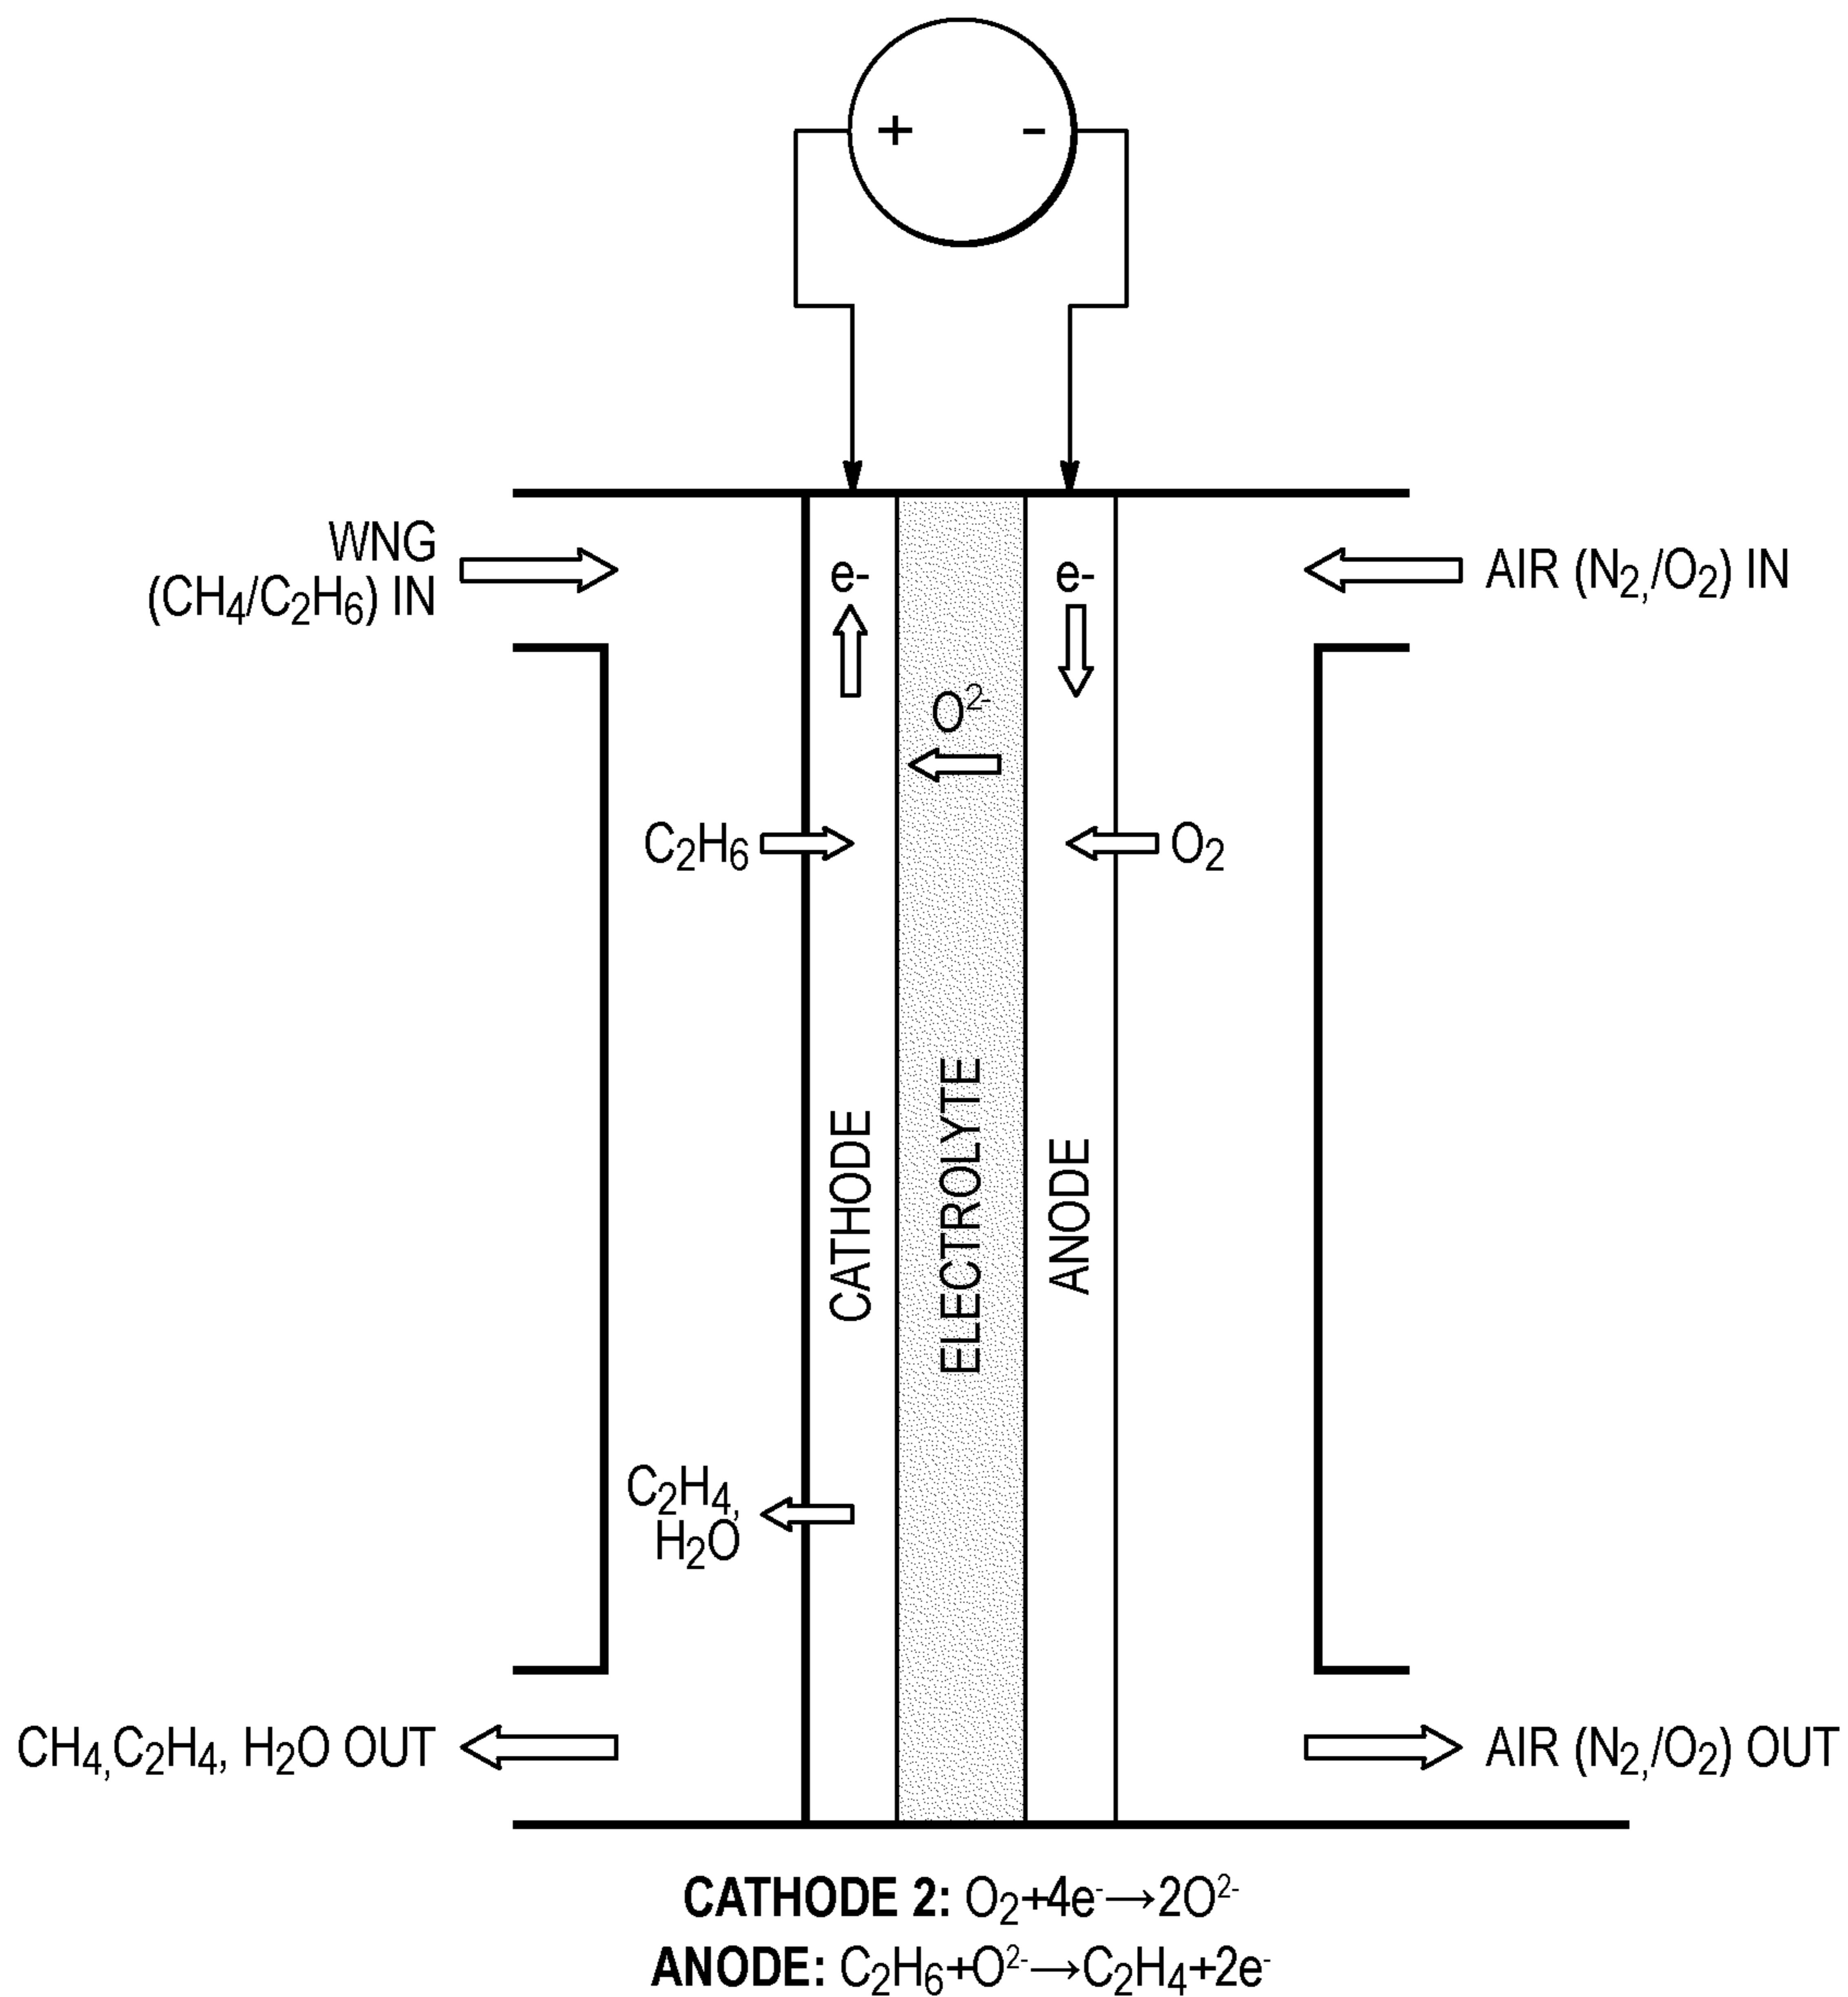 + -
WNG
(CH₄/C₂H₆) IN
e-
e-
AIR (N₂,/O₂) IN
O²⁻
C₂H₆
O₂
CATHODE
ELECTROLYTE
ANODE
C₂H₄,
H₂O
CH₄,C₂H₄, H₂O OUT
AIR (N₂,/O₂) OUT
CATHODE 2: O₂+4e⁻→2O²⁻
ANODE: C₂H₆+O²⁻→C₂H₄+2e⁻